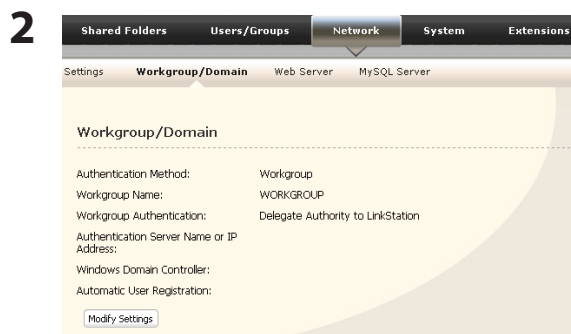 2
Shared Folders Users/Groups Network System Extensions
Settings Workgroup/Domain Web Server MySQL Server
Workgroup/Domain
Authentication Method: Workgroup
Workgroup Name: WORKGROUP
Workgroup Authentication: Delegate Authority to LinkStation
Authentication Server Name or IP
Address:
Windows Domain Controller:
Automatic User Registration:
Modify Settings